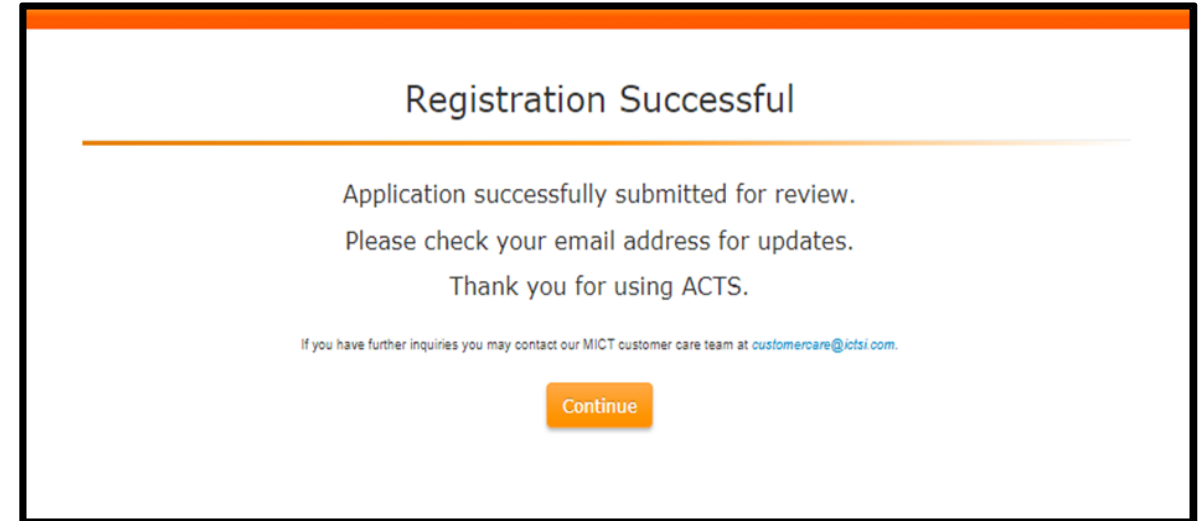 Registration Successful
Application successfully submitted for review.
Please check your email address for updates.
Thank you for using ACTS.
If you have further inquiries you may contact our MICT customer care team at customercare@ictsi.com.
Continue